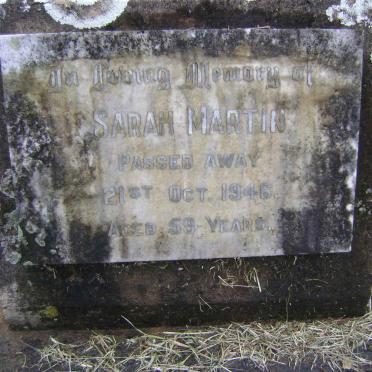 In Loving Memory of
SARAH MARTIN
PASSED AWAY
21ST OCT. 1946.
AGED 59 YEARS.